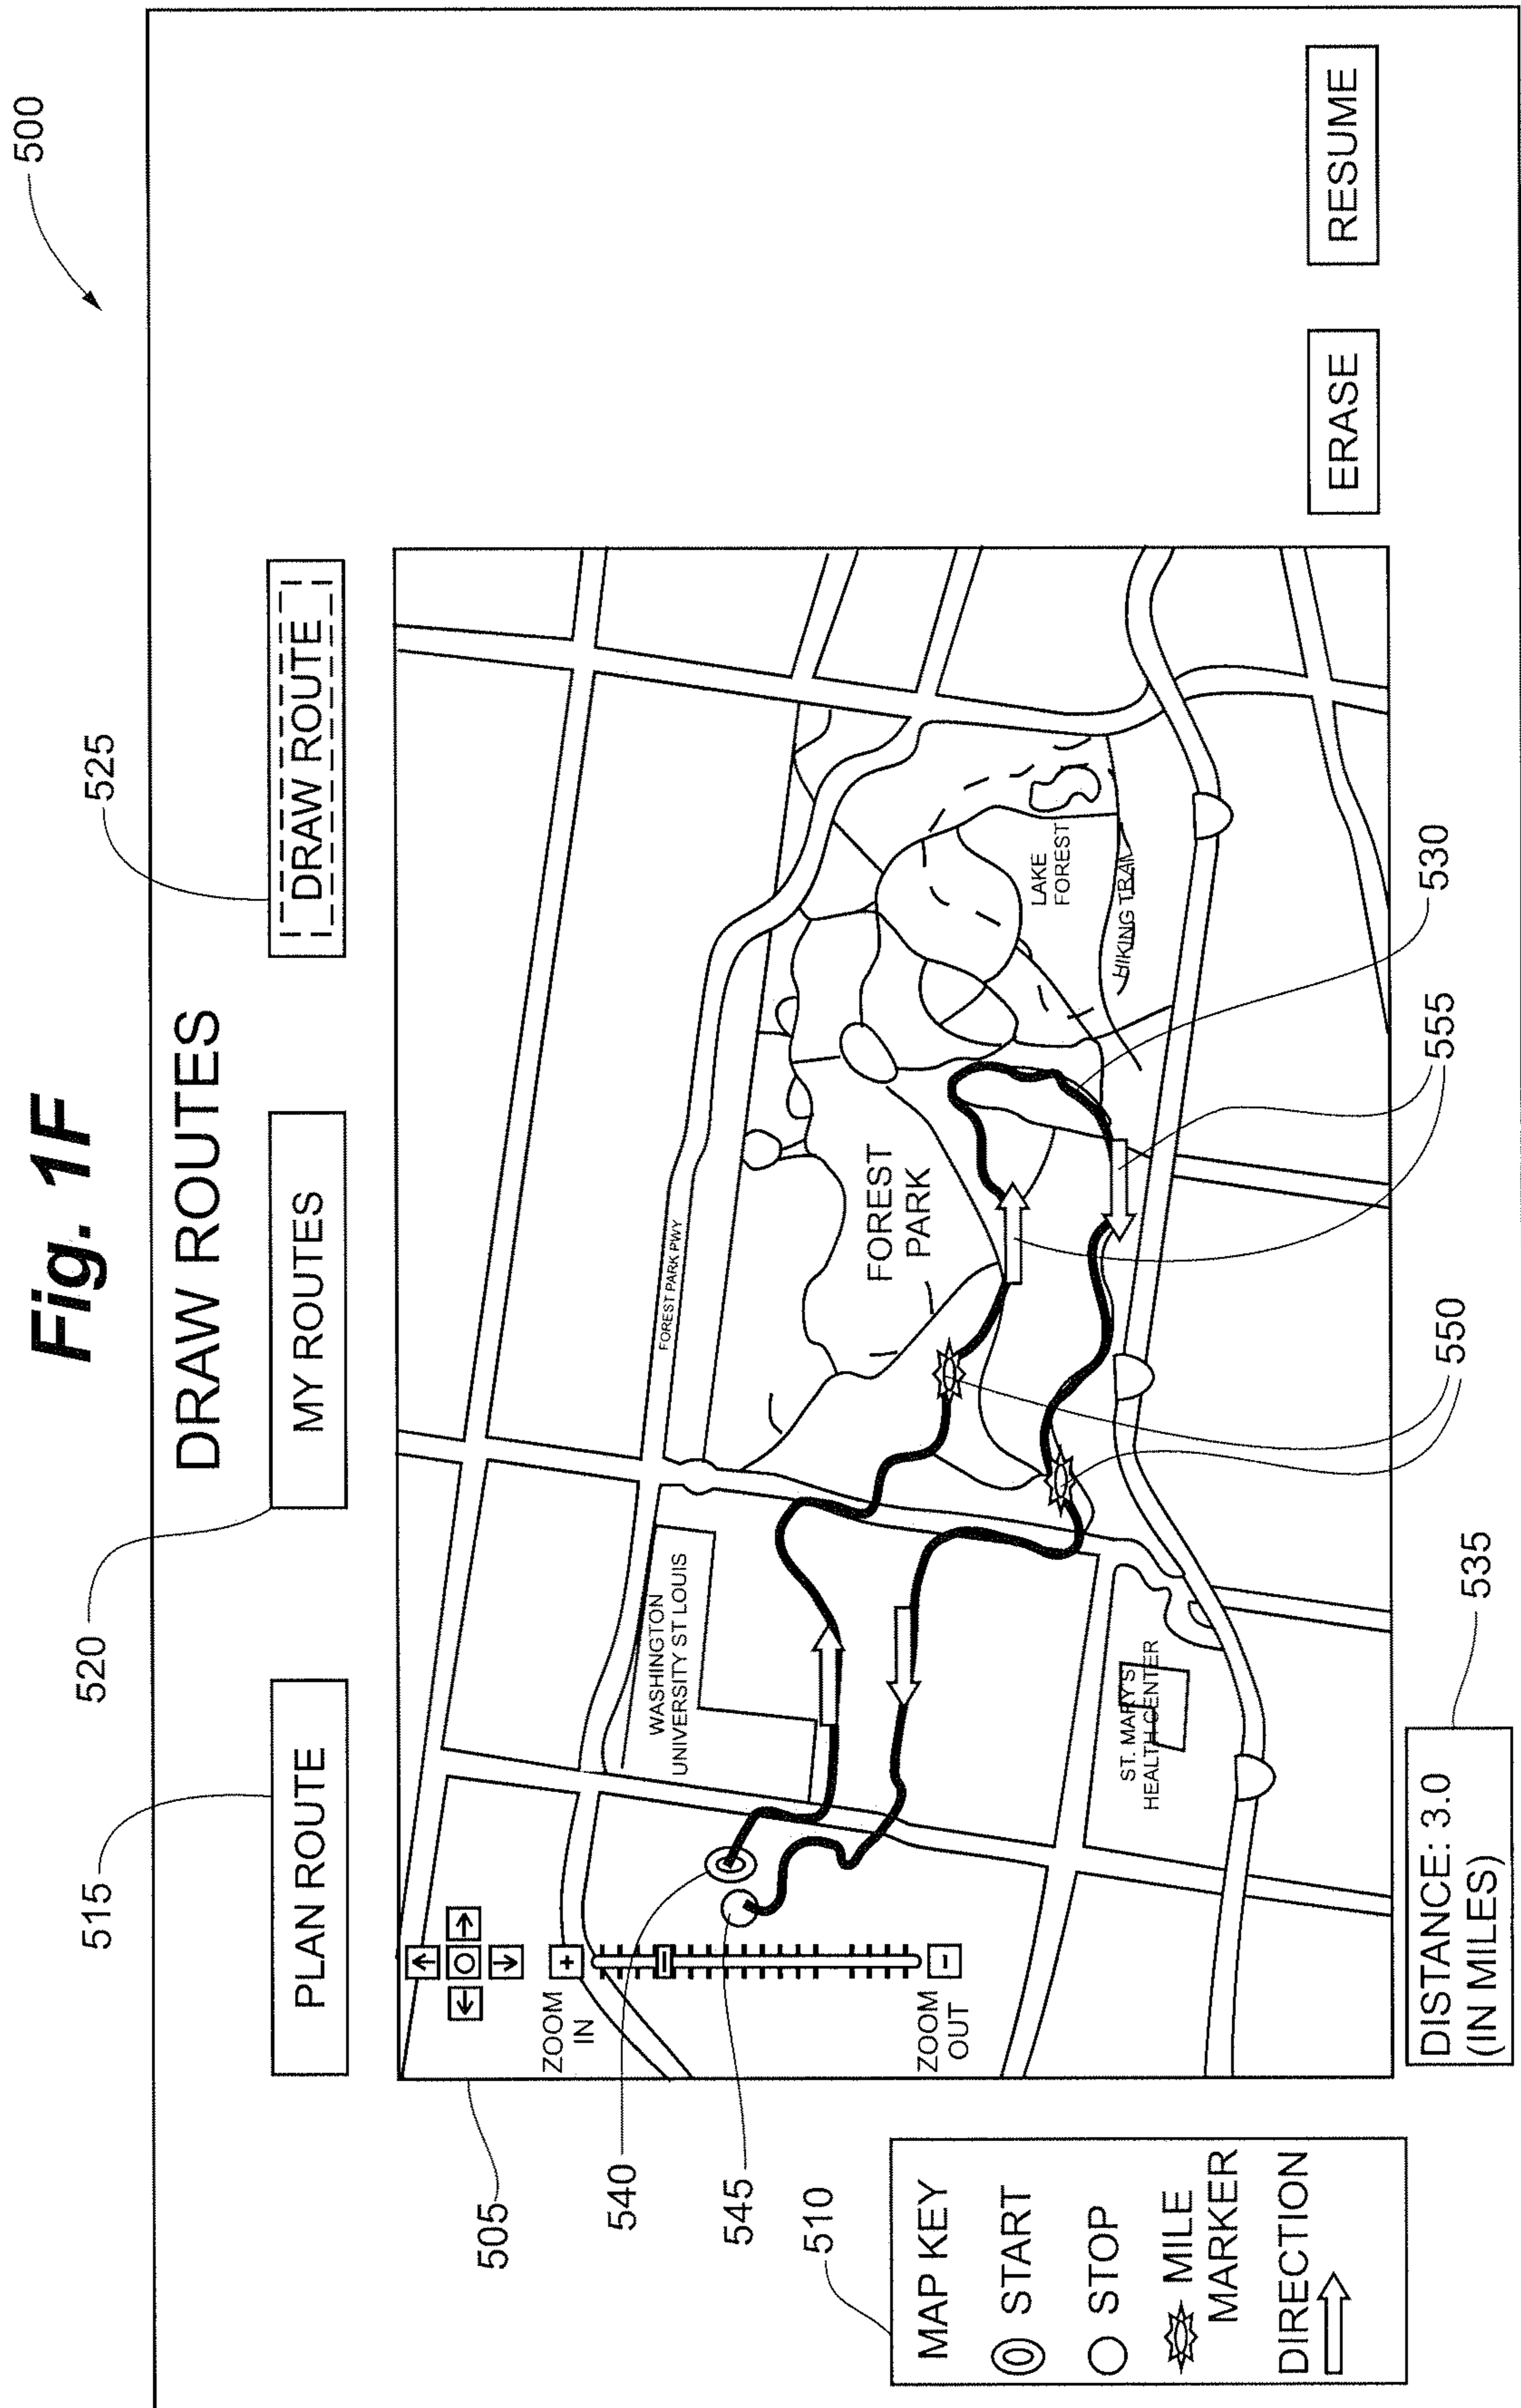 Fig. 1F
500
DRAW ROUTES
515
520
525
PLAN ROUTE
MY ROUTES
DRAW ROUTE
505
540
545
510
MAP KEY
START
STOP
MILE
MARKER
DIRECTION
ZOOM
IN
+
ZOOM
OUT
-
FOREST PARK PWY
WASHINGTON
UNIVERSITY ST LOUIS
FOREST
PARK
LAKE
FOREST
HIKING TRAIL
ST. MARY'S
HEALTH CENTER
530
555
550
535
DISTANCE: 3.0
(IN MILES)
ERASE
RESUME